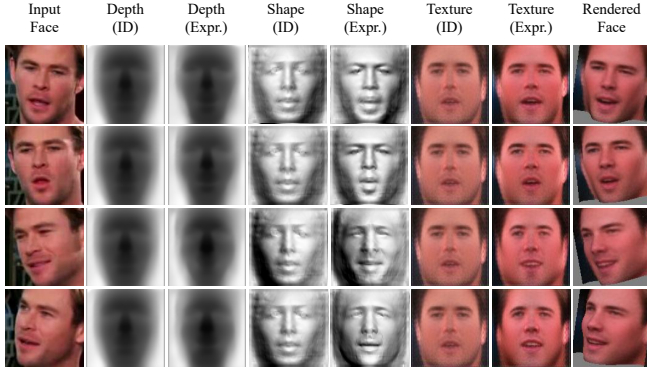 Input Depth Depth Shape Shape Texture Texture Rendered
Face (ID) (Expr.) (ID) (Expr.) (ID) (Expr.) Face